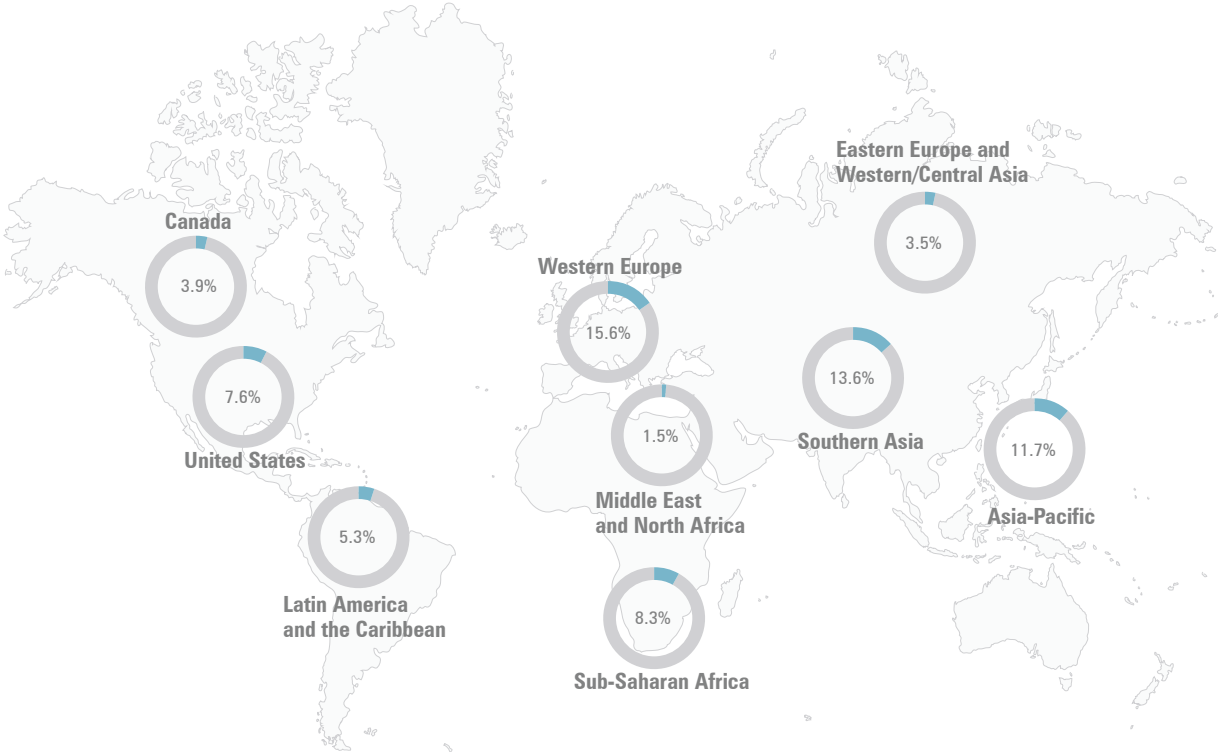 Eastern Europe and
Western/Central Asia
3.5%
Canada
3.9%
Western Europe
15.6%
7.6%
United States
13.6%
Southern Asia
1.5%
Middle East
and North Africa
11.7%
Asia-Pacific
5.3%
Latin America
and the Caribbean
8.3%
Sub-Saharan Africa